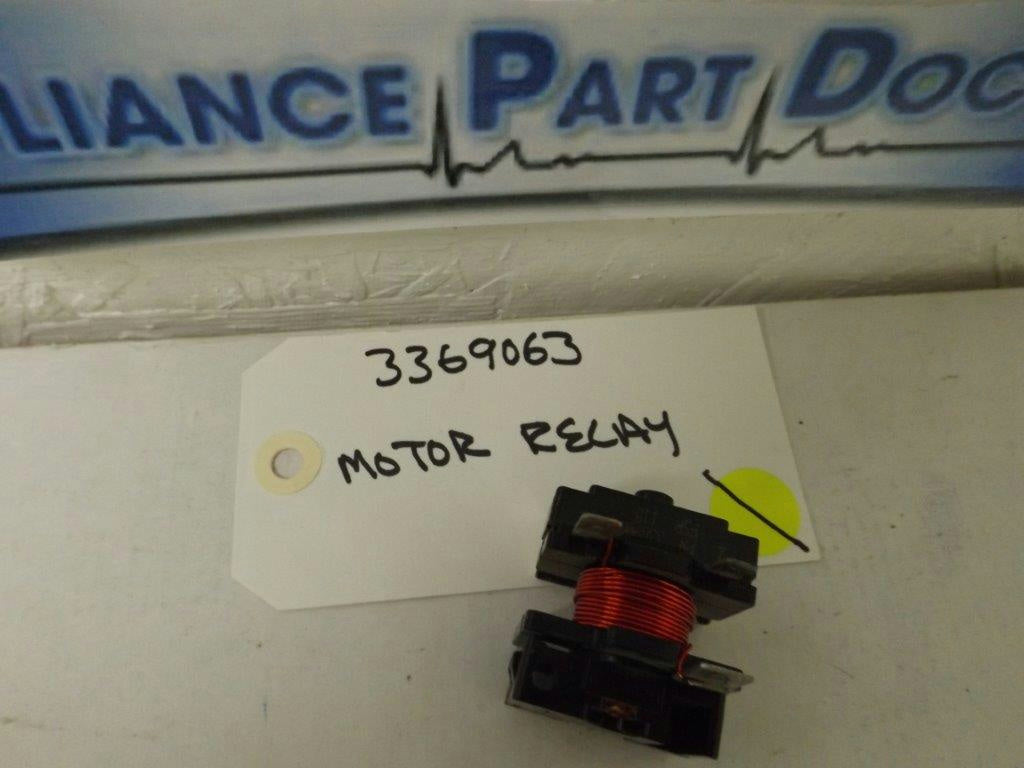 LIANCE PART DOC
3369063
MOTOR RELAY